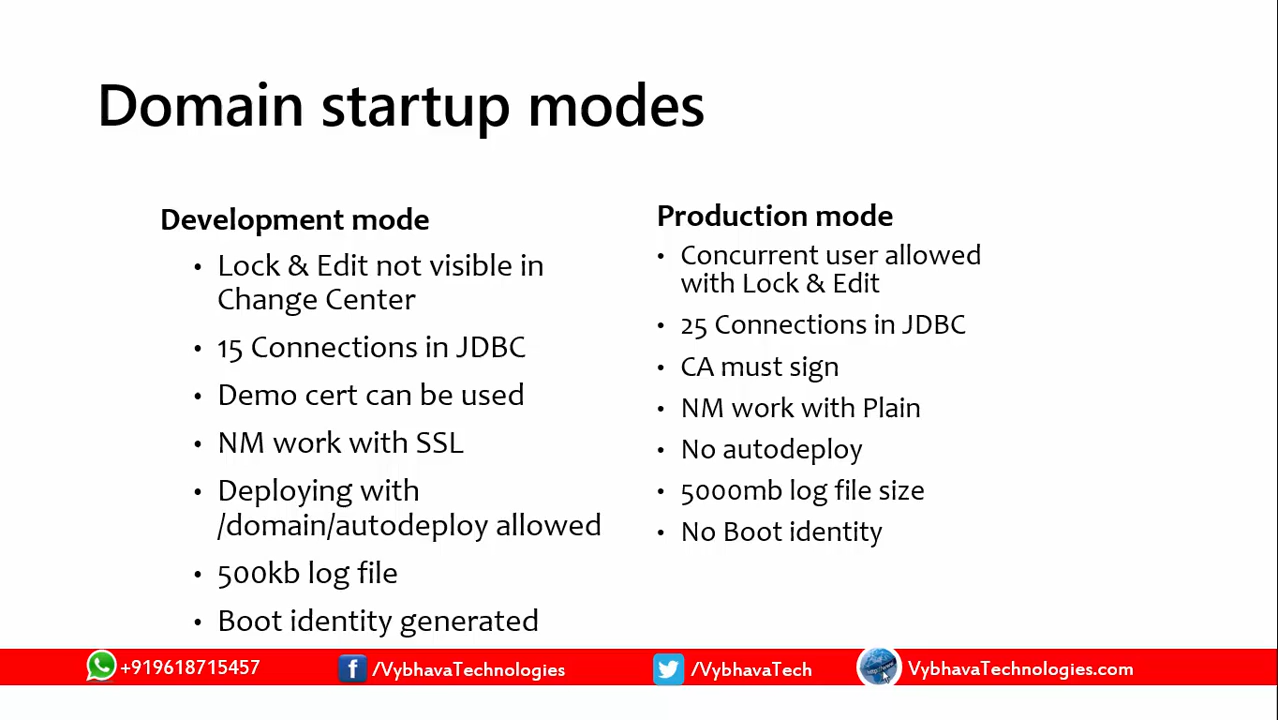 Domain startup modes
Development mode
• Lock & Edit not visible in
Change Center
• 15 Connections in JDBC
• Demo cert can be used
• NM work with SSL
• Deploying with
/domain/autodeploy allowed
• 500kb log file
• Boot identity generated
Production mode
• Concurrent user allowed
with Lock & Edit
• 25 Connections in JDBC
• CA must sign
• NM work with Plain
• No autodeploy
• 5000mb log file size
• No Boot identity
+919618715457 /VybhavaTechnologies /VybhavaTech VybhavaTechnologies.com